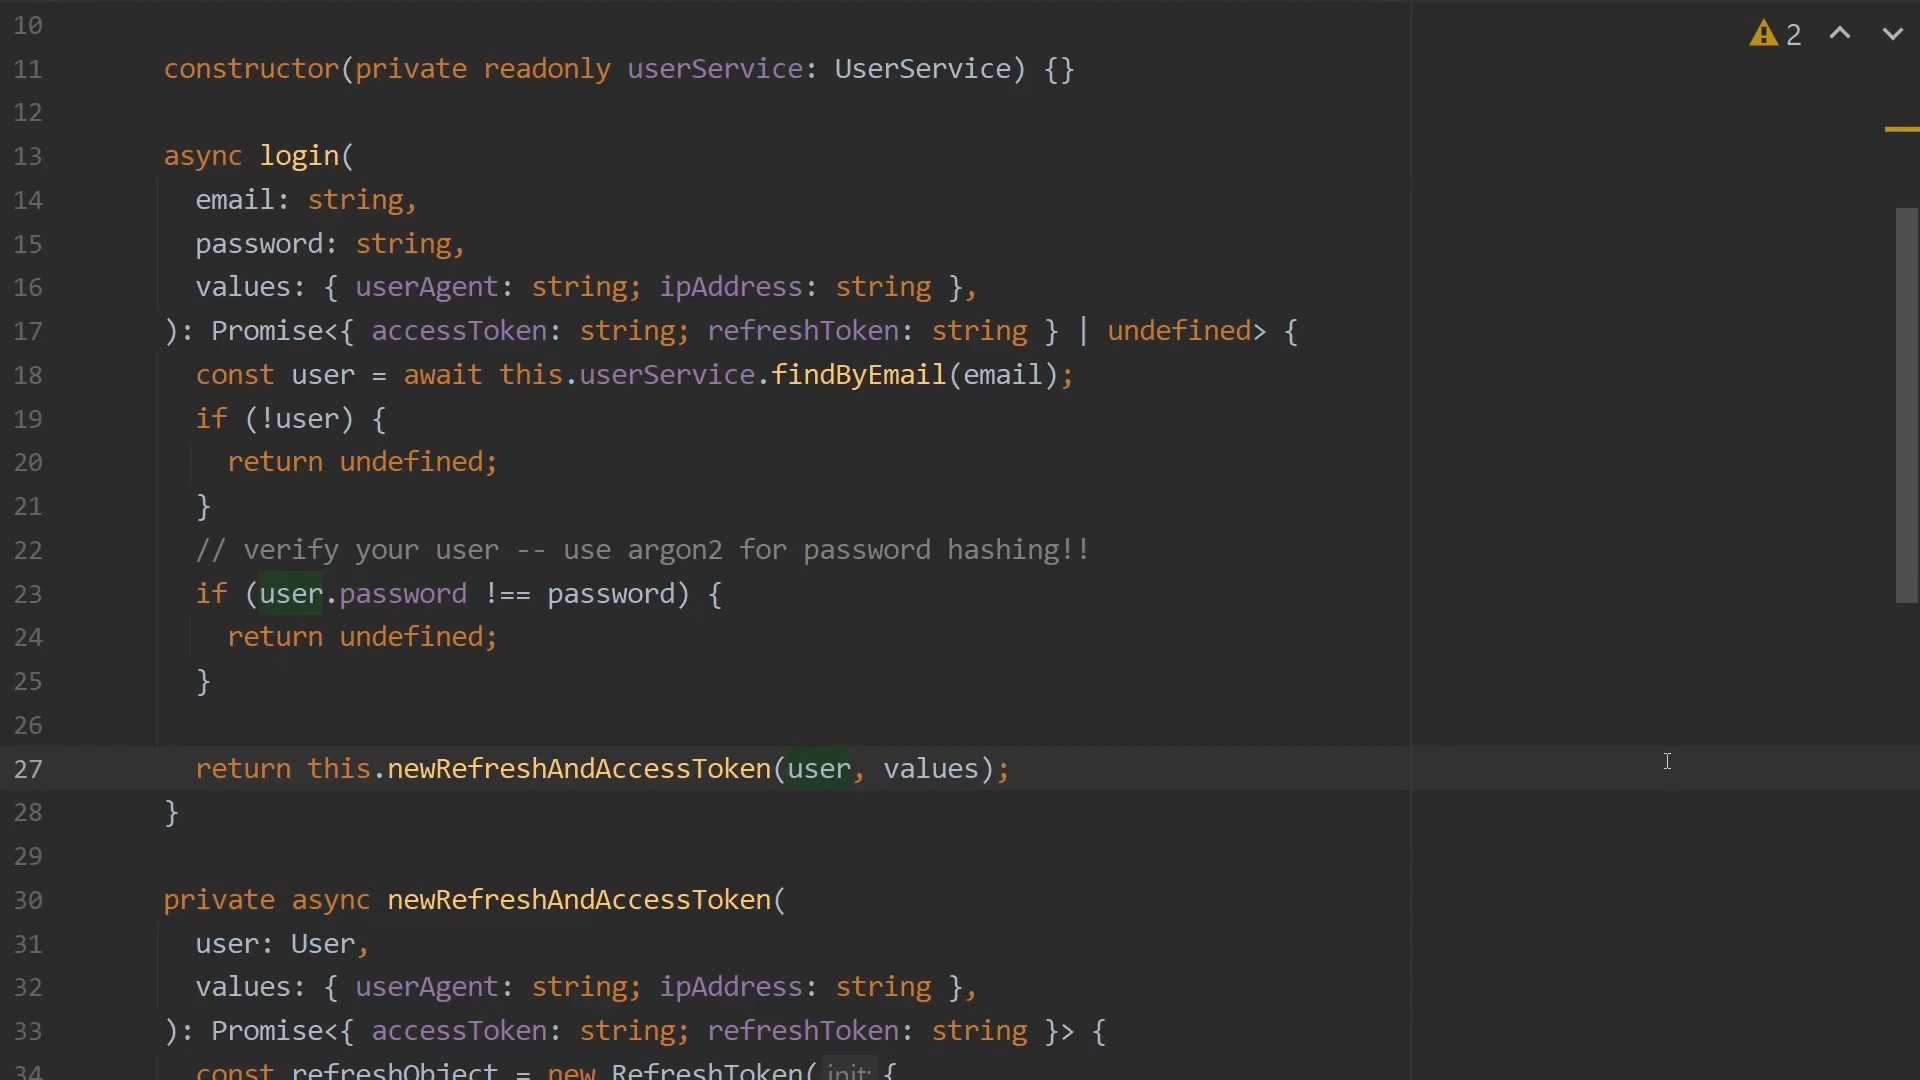 10
2
11 constructor(private readonly userService: UserService) {}
12
13 async login(
14 email: string,
15 password: string,
16 values: { userAgent: string; ipAddress: string },
17 ): Promise<{ accessToken: string; refreshToken: string } | undefined> {
18 const user = await this.userService.findByEmail(email);
19 if (!user) {
20 return undefined;
21 }
22 // verify your user -- use argon2 for password hashing!!
23 if (user.password !== password) {
24 return undefined;
25 }
26
27 return this.newRefreshAndAccessToken(user, values);
28 }
29
30 private async newRefreshAndAccessToken(
31 user: User,
32 values: { userAgent: string; ipAddress: string },
33 ): Promise<{ accessToken: string; refreshToken: string }> {
34 const refreshObject = new RefreshToken( init: {